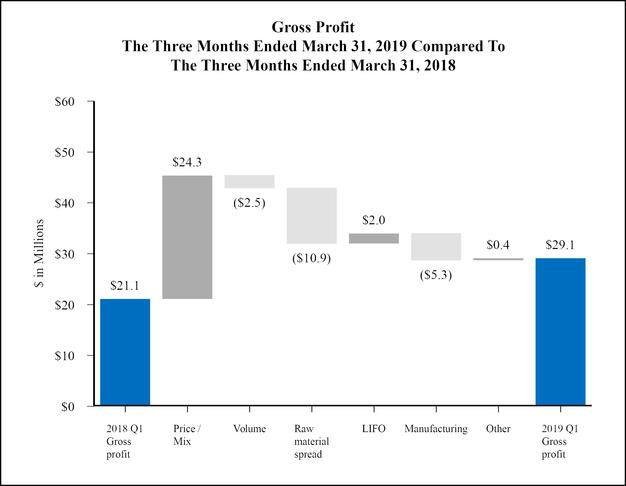 Gross Profit
The Three Months Ended March 31, 2019 Compared To
The Three Months Ended March 31, 2018
$ in Millions
$60
$50
$40
$30
$20
$10
$0
$21.1
$24.3
($2.5)
($10.9)
$2.0
($5.3)
$0.4
$29.1
2018 Q1
Gross
profit
Price /
Mix
Volume
Raw
material
spread
LIFO
Manufacturing
Other
2019 Q1
Gross
profit